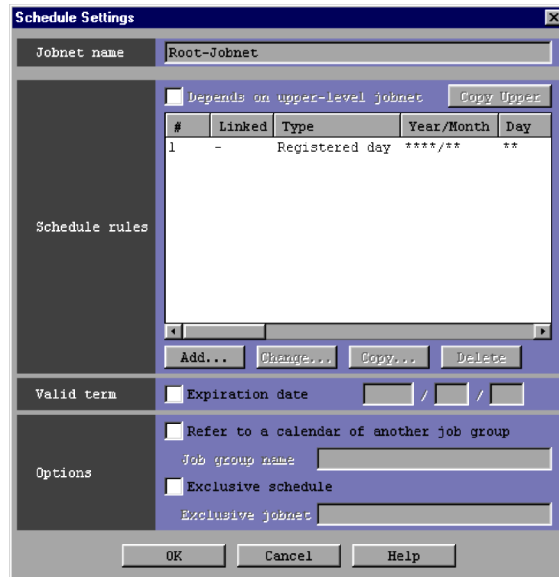 Schedule Settings
Jobnet name Root-Jobnet
Depends on upper-level jobnet Copy Upper
# Linked Type Year/Month Day
1 - Registered day ****/** **
Schedule rules
Add... Change... Copy... Delete
Valid term Expiration date / /
Refer to a calendar of another job group
Job group name
Options
Exclusive schedule
Exclusive jobnet
OK Cancel Help